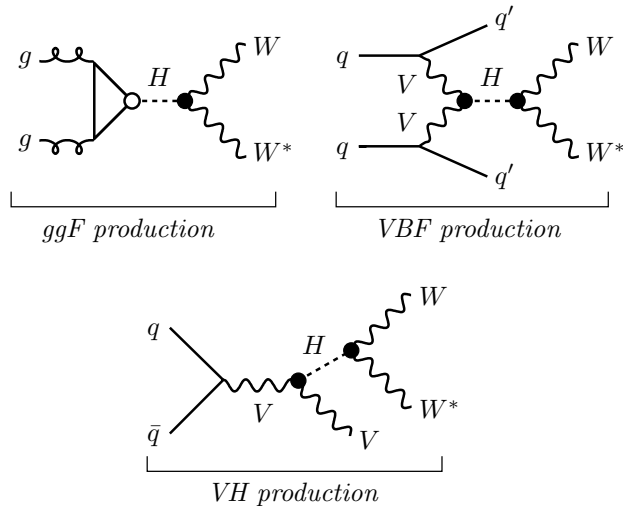 g
g
H
W
W*
ggF production
q
q
q′
V
V
H
W
W*
q′
VBF production
q
q̄
V
H
V
W
W*
VH production